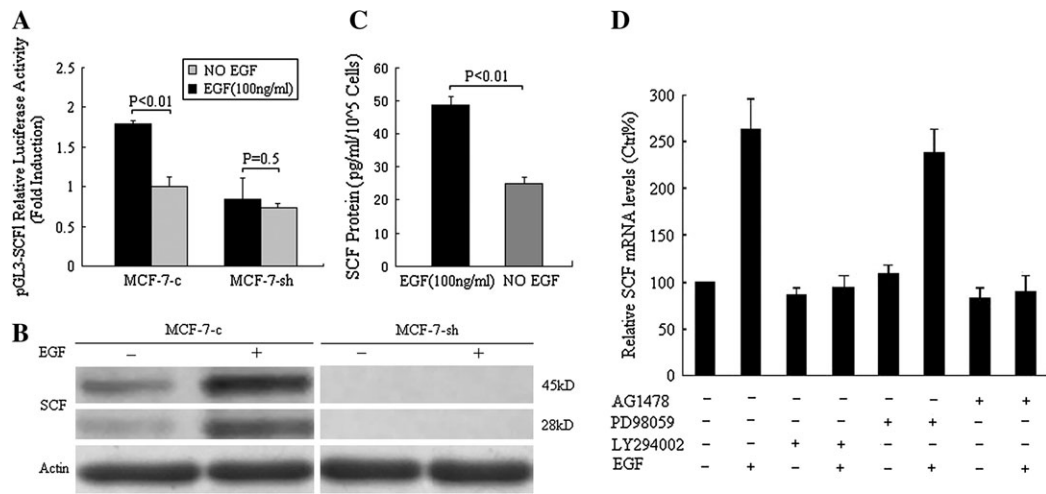 A
pGL3-SCF1 Relative Luciferase Activity
(Fold Induction)
2.5
2
1.5
1
0.5
0
NO EGF
EGF(100ng/ml)
P<0.01
P=0.5
MCF-7-c
MCF-7-sh
C
SCF Protein (pg/ml/10^5 Cells)
60
50
40
30
20
10
0
P<0.01
EGF(100ng/ml)
NO EGF
B
MCF-7-c
MCF-7-sh
EGF − + − +
SCF
45kD
28kD
Actin
D
Relative SCF mRNA levels (Ctrl%)
300
250
200
150
100
50
0
AG1478 − − − − − − + +
PD98059 − − − − + + − −
LY294002 − − + + − − − −
EGF − + − + − + − +